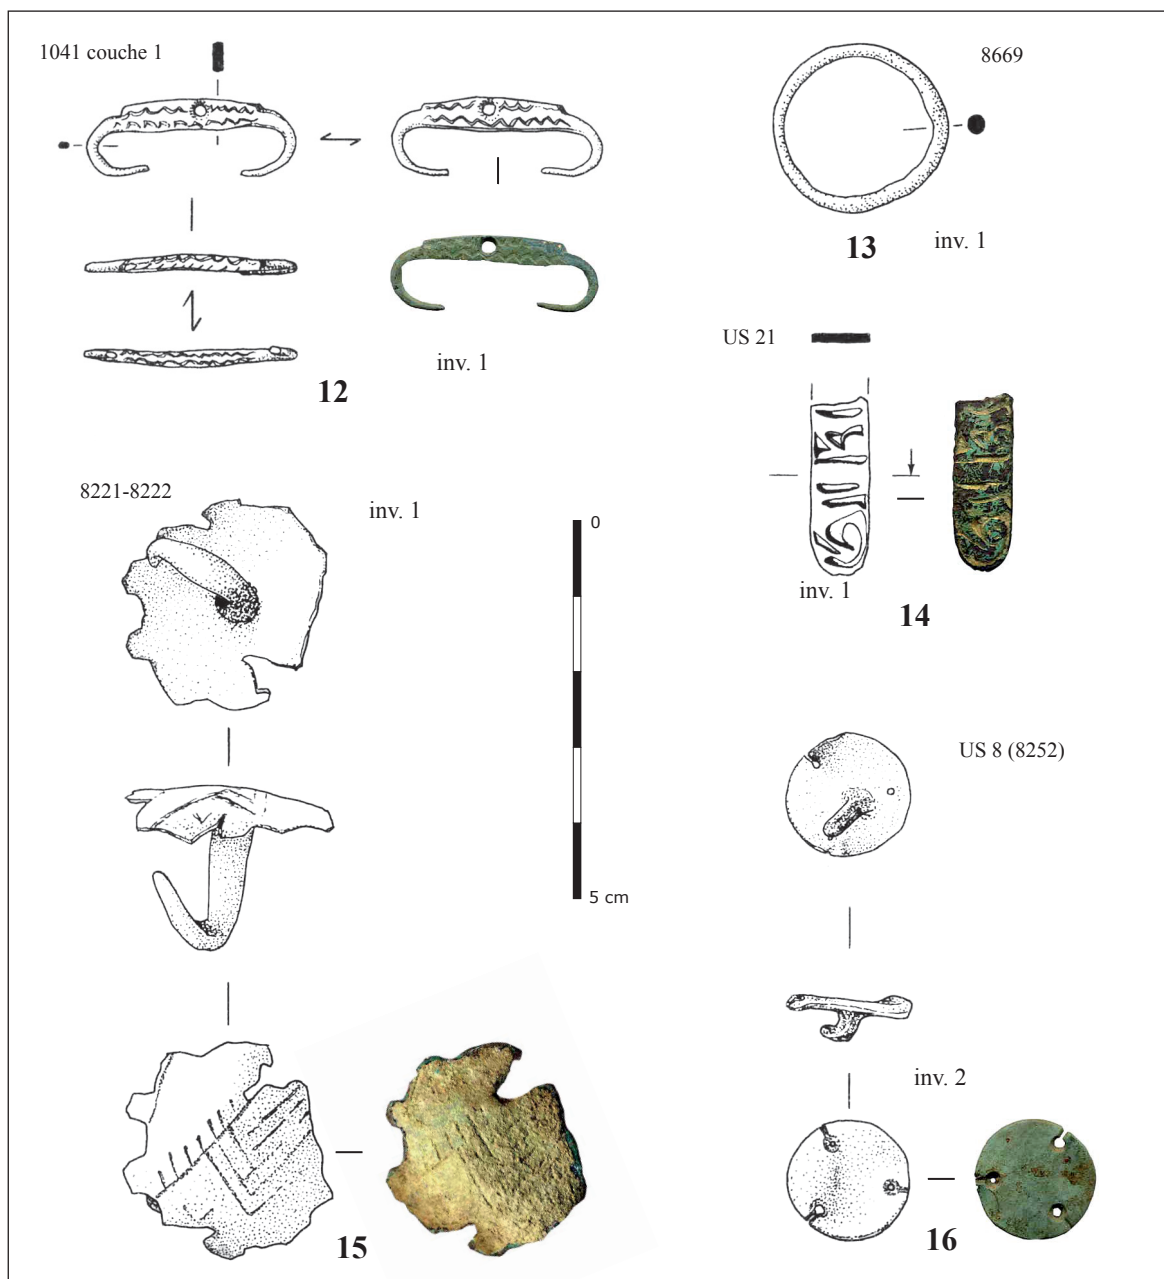 1041 couche 1
8669
13
inv. 1
US 21
inv. 1
12
8221-8222
inv. 1
0
inv. 1
14
US 8 (8252)
5 cm
inv. 2
15
16